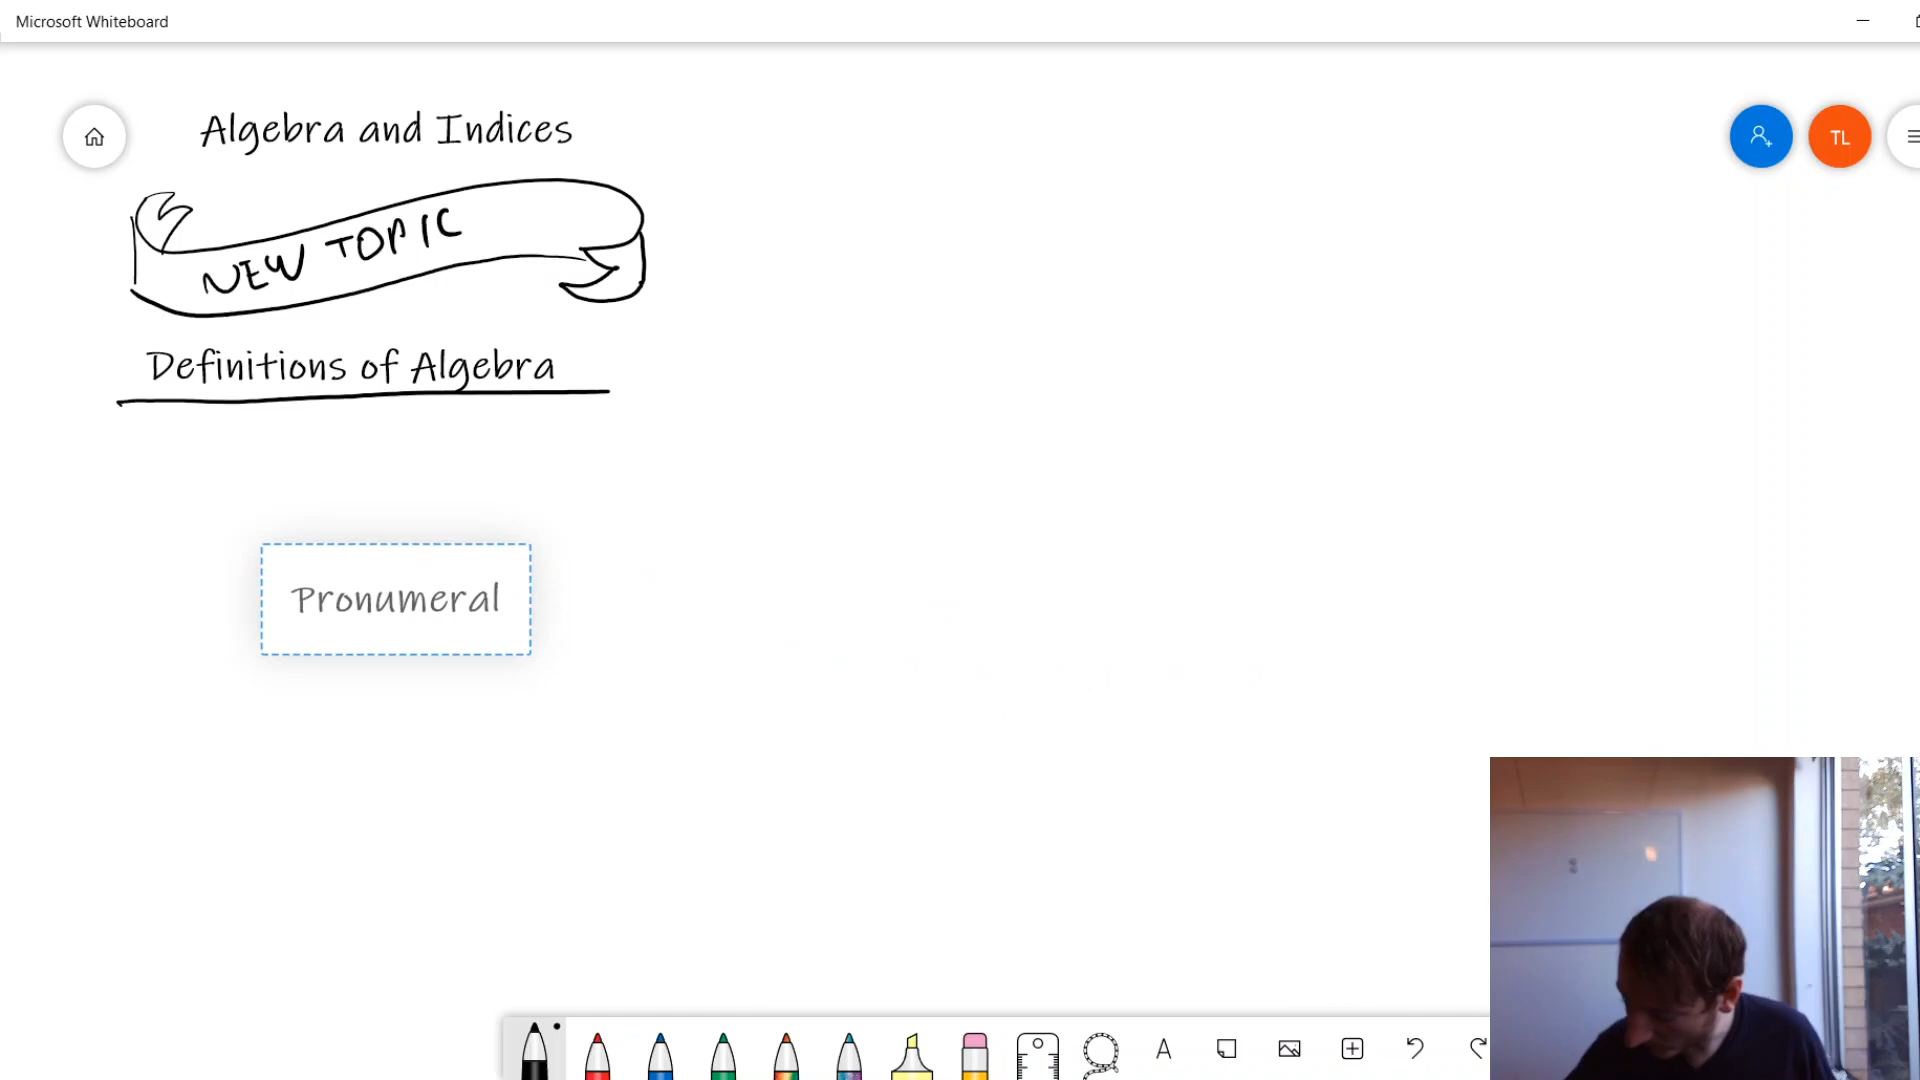 Microsoft Whiteboard
Algebra and Indices
TL
NEW TOPIC
Definitions of Algebra
Pronumeral
A